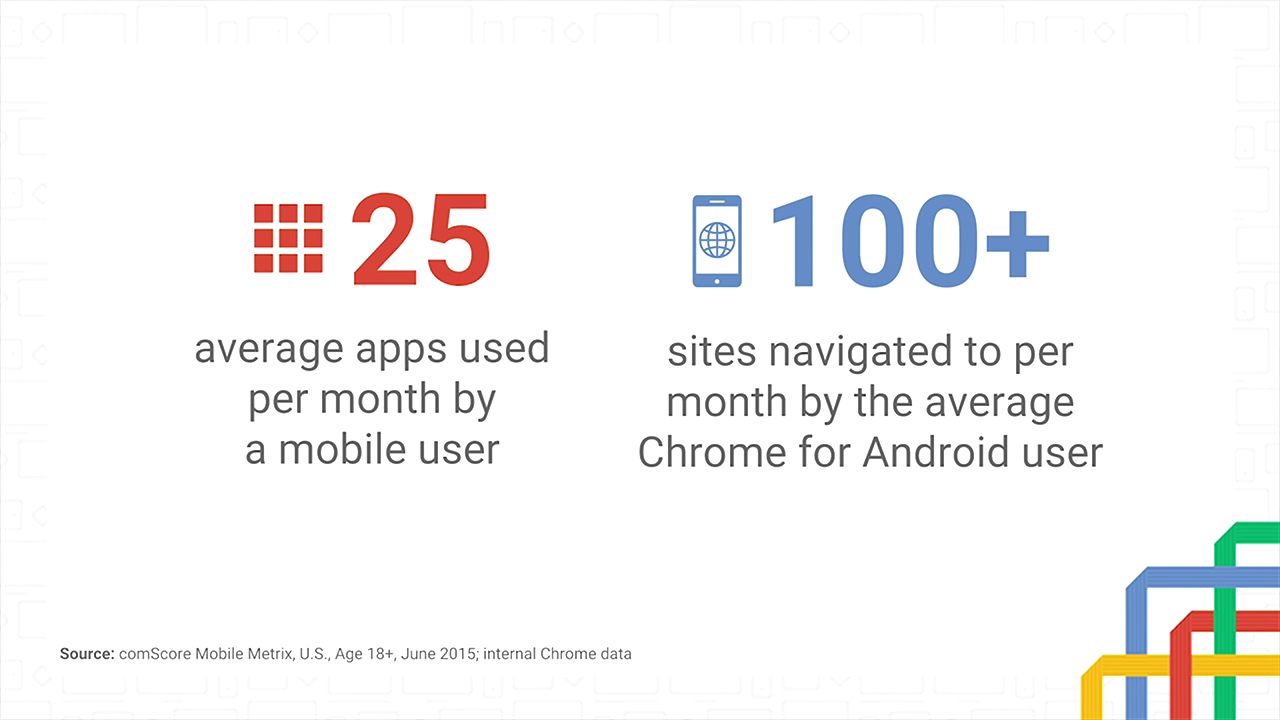 25
average apps used
per month by
a mobile user
100+
sites navigated to per
month by the average
Chrome for Android user
Source: comScore Mobile Metrix, U.S., Age 18+, June 2015; internal Chrome data